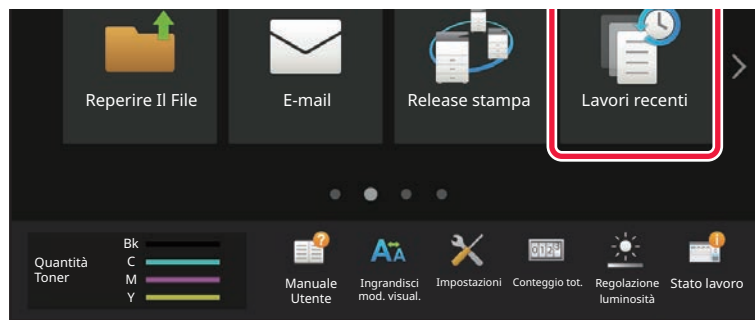 Reperire Il File
E-mail
Release stampa
Lavori recenti
Quantità
Toner
Bk
C
M
Y
Manuale
Utente
Ingrandisci
mod. visual.
Impostazioni
Conteggio tot.
Regolazione
luminosità
Stato lavoro